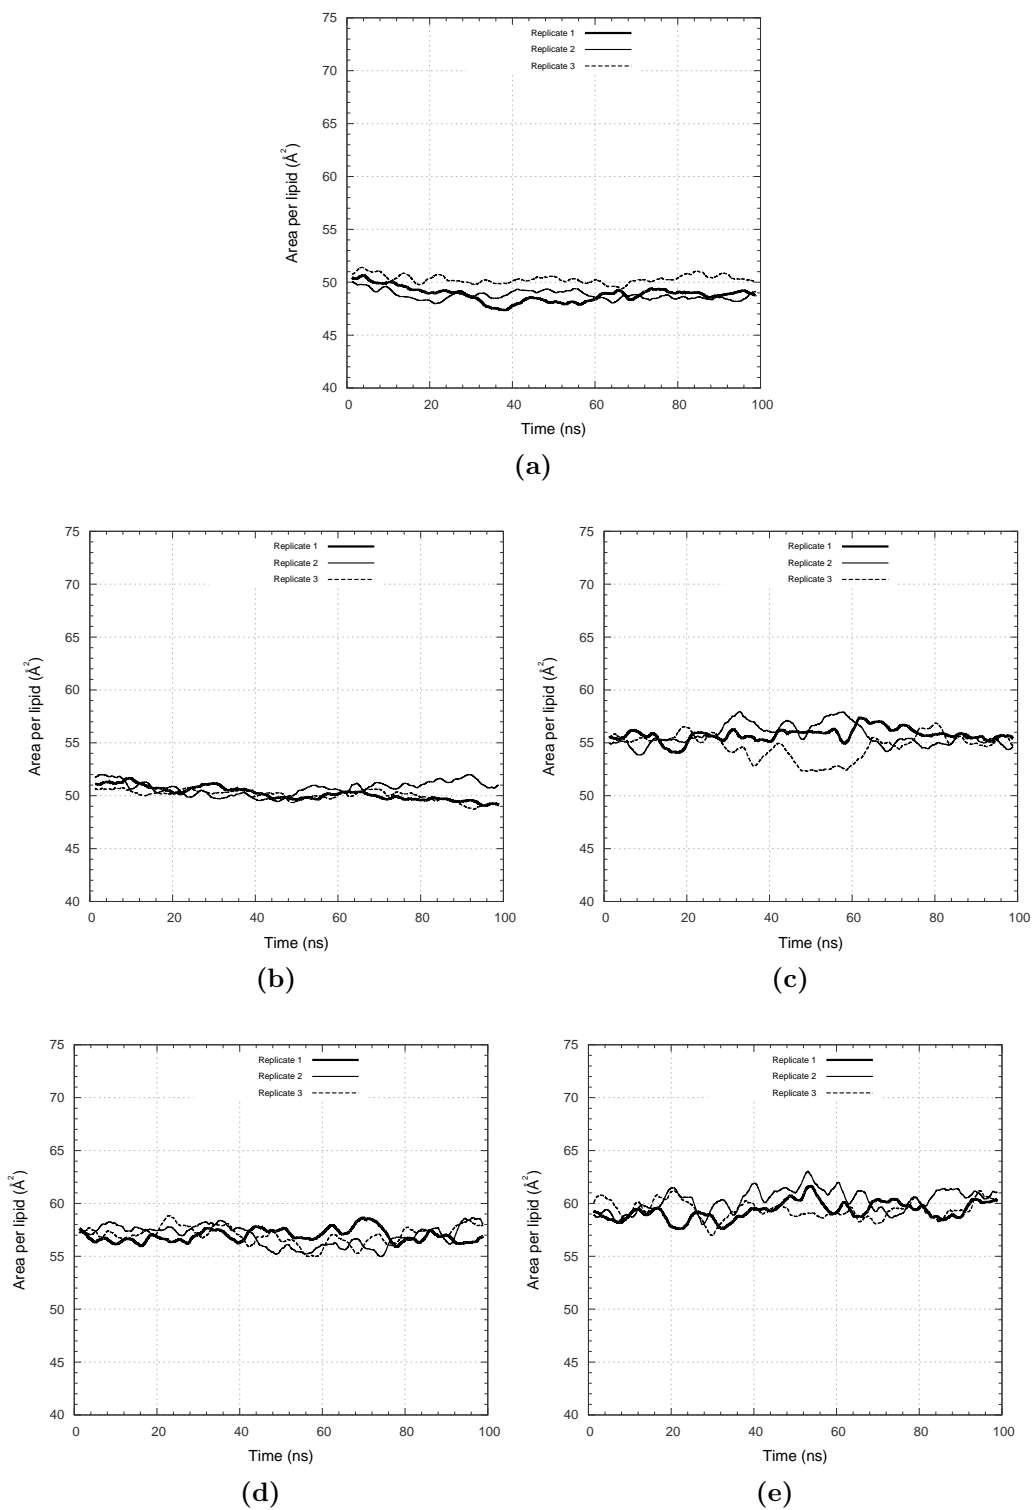 75
70
65
60
55
50
45
40
Area per lipid (Å²)
Replicate 1
Replicate 2
Replicate 3
0 20 40 60 80 100
Time (ns)
(a)
75
70
65
60
55
50
45
40
Area per lipid (Å²)
Replicate 1
Replicate 2
Replicate 3
0 20 40 60 80 100
Time (ns)
(b)
75
70
65
60
55
50
45
40
Area per lipid (Å²)
Replicate 1
Replicate 2
Replicate 3
0 20 40 60 80 100
Time (ns)
(c)
75
70
65
60
55
50
45
40
Area per lipid (Å²)
Replicate 1
Replicate 2
Replicate 3
0 20 40 60 80 100
Time (ns)
(d)
75
70
65
60
55
50
45
40
Area per lipid (Å²)
Replicate 1
Replicate 2
Replicate 3
0 20 40 60 80 100
Time (ns)
(e)